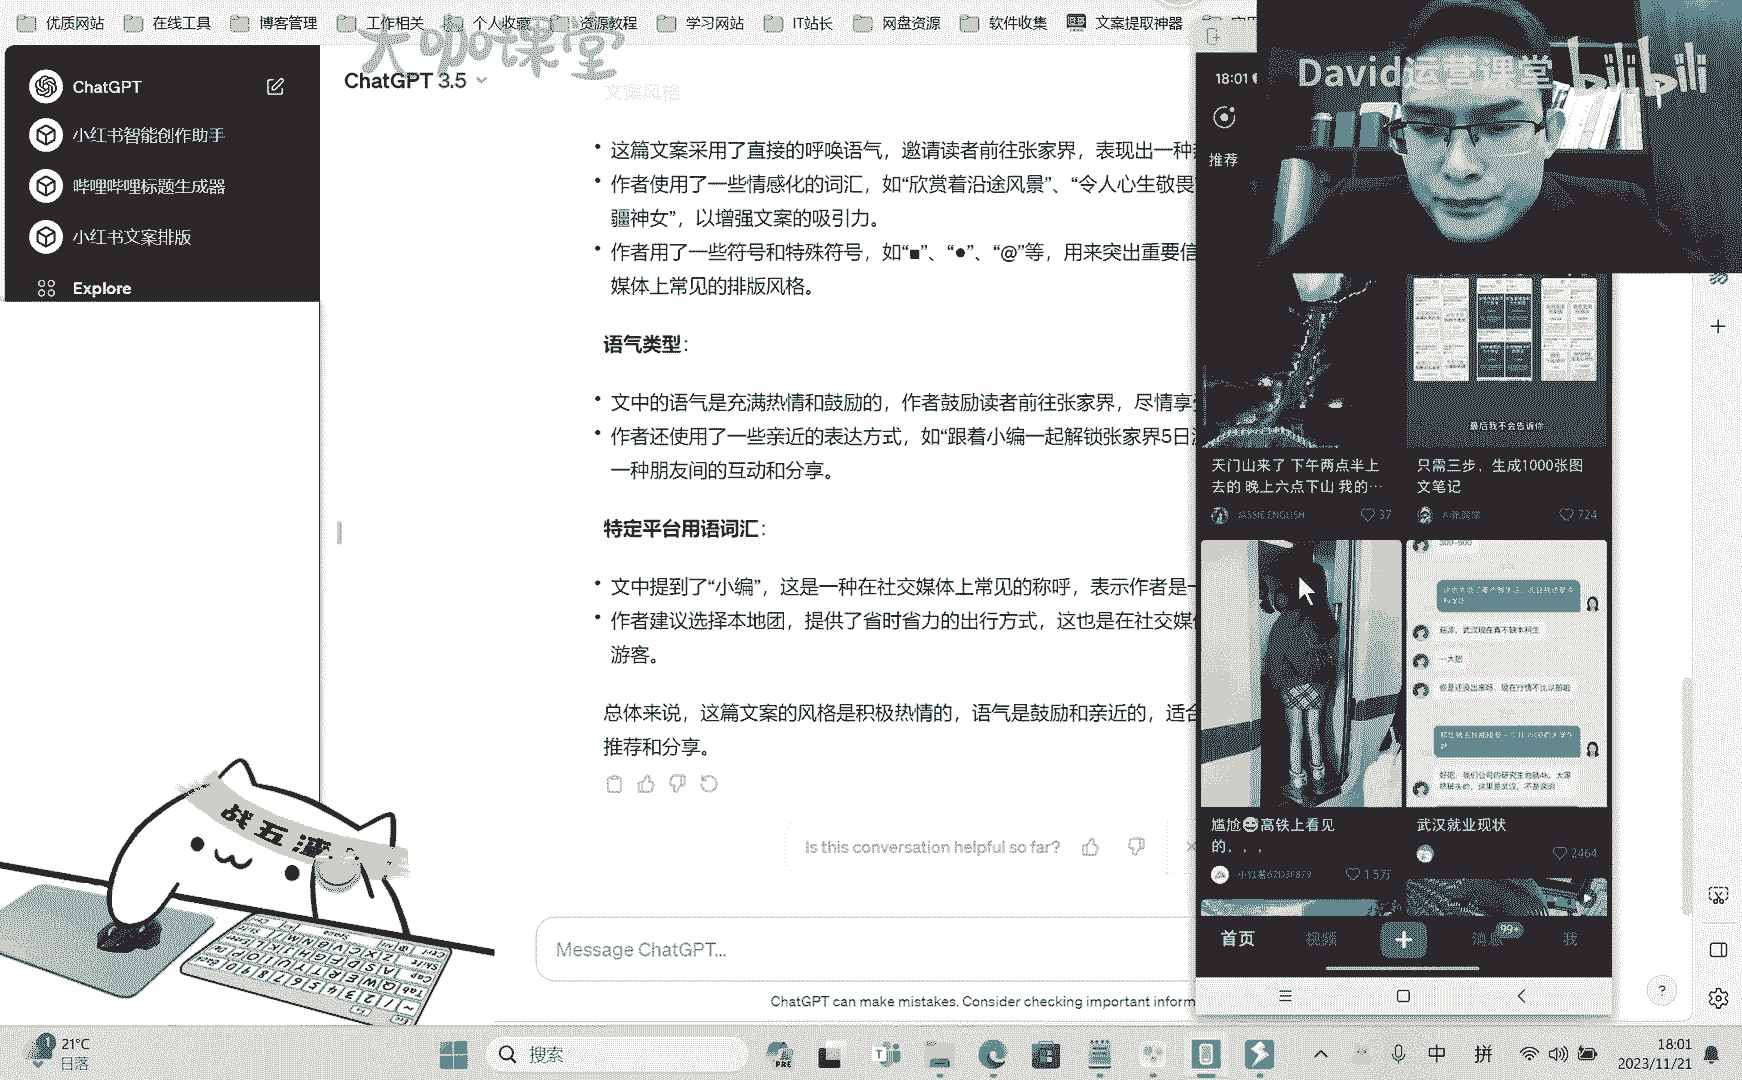 优质网站
在线工具
博客管理
工作相关
个人收藏
资源教程
学习网站
IT站长
网盘资源
软件收集
文案提取神器
大咖课堂
David运营课堂
bilibili
ChatGPT
小红书智能创作助手
哔哩哔哩标题生成器
小红书文案排版
Explore
ChatGPT 3.5
文案风格
• 这篇文案采用了直接的呼唤语气，邀请读者前往张家界，表现出一种
• 作者使用了一些情感化的词汇，如“欣赏着沿途风景”、“令人心生敬畏
疆神女”，以增强文案的吸引力。
• 作者用了一些符号和特殊符号，如“■”、“●”、“@”等，用来突出重要信
媒体上常见的排版风格。
语气类型：
• 文中的语气是充满热情和鼓励的，作者鼓励读者前往张家界，尽情享
• 作者还使用了一些亲近的表达方式，如“跟着小编一起解锁张家界5日
一种朋友间的互动和分享。
特定平台用语词汇：
• 文中提到了“小编”，这是一种在社交媒体上常见的称呼，表示作者是一
• 作者建议选择本地团，提供了省时省力的出行方式，这也是在社交媒
游客。
总体来说，这篇文案的风格是积极热情的，语气是鼓励和亲近的，适合
推荐和分享。
Is this conversation helpful so far?
Message ChatGPT...
ChatGPT can make mistakes. Consider checking important inform
18:01
推荐
最后我不会告诉你
天门山来了 下午两点半上
去的 晚上六点下山 我的…
JASSIE ENGLISH
37
只需三步，生成1000张图
文笔记
724
尴尬😅高铁上看见
的，，，
1.5万
武汉就业现状
2464
一大把
首页
视频
消息
99+
我
战五渣
21°C
日落
搜索
PRE
中
拼
18:01
2023/11/21